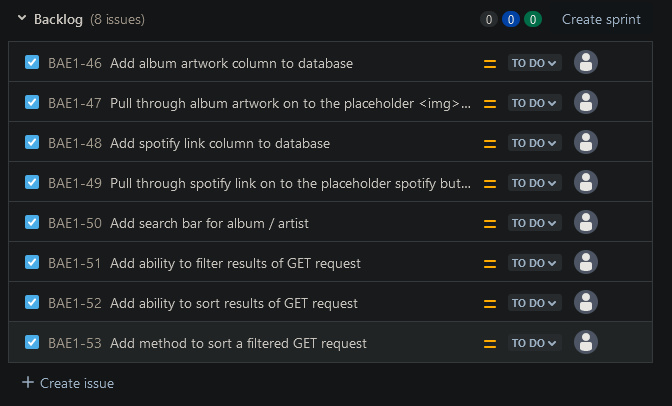 Backlog (8 issues) 0 0 0 Create sprint
BAE1-46 Add album artwork column to database TO DO
BAE1-47 Pull through album artwork on to the placeholder <img>... TO DO
BAE1-48 Add spotify link column to database TO DO
BAE1-49 Pull through spotify link on to the placeholder spotify but... TO DO
BAE1-50 Add search bar for album / artist TO DO
BAE1-51 Add ability to filter results of GET request TO DO
BAE1-52 Add ability to sort results of GET request TO DO
BAE1-53 Add method to sort a filtered GET request TO DO
+ Create issue